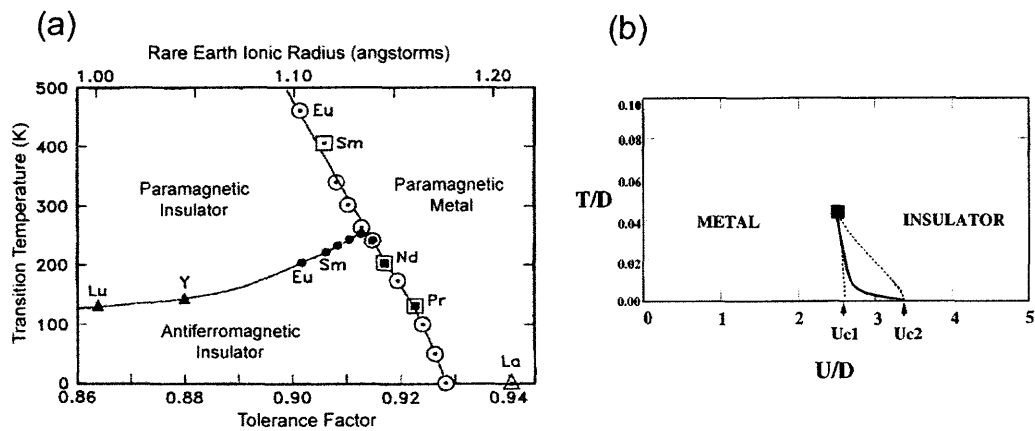 (a)
Rare Earth Ionic Radius (angstorms)
1.00 1.10 1.20
Transition Temperature (K)
500
400
300
200
100
0
Eu
Sm
Paramagnetic
Insulator
Paramagnetic
Metal
Lu
Y
Eu
Sm
Nd
Pr
Antiferromagnetic
Insulator
La
0.86 0.88 0.90 0.92 0.94
Tolerance Factor
(b)
T/D
0.10
0.08
0.06
0.04
0.02
0.00
METAL
INSULATOR
0 1 2 3 4 5
Uc1 Uc2
U/D